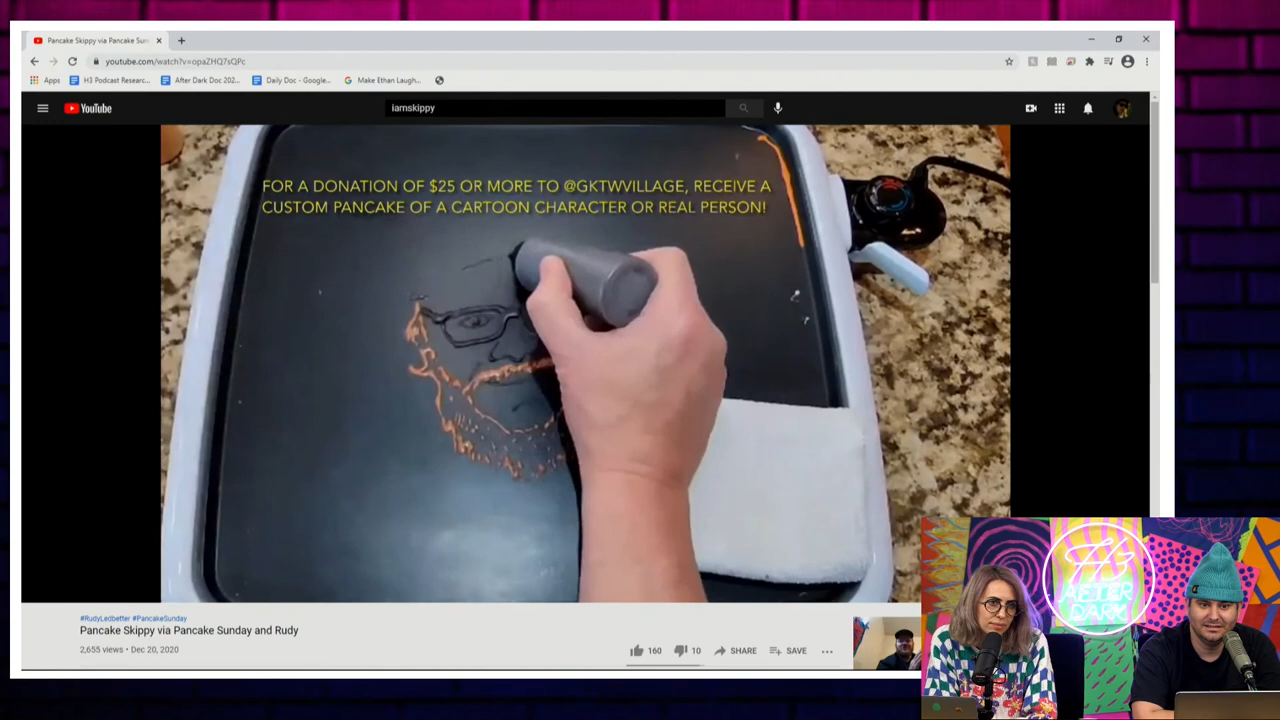 Pancake Skippy via Pancake Sun
youtube.com/watch?v=opaZHQ7sQPc
Apps H3 Podcast Researc... After Dark Doc 202... Daily Doc - Google... Make Ethan Laugh...
YouTube
iamskippy
FOR A DONATION OF $25 OR MORE TO @GKTWVILLAGE, RECEIVE A
CUSTOM PANCAKE OF A CARTOON CHARACTER OR REAL PERSON!
#RudyLedbetter #PancakeSunday
Pancake Skippy via Pancake Sunday and Rudy
2,655 views • Dec 20, 2020
160 10 SHARE SAVE
H3
AFTER
DARK